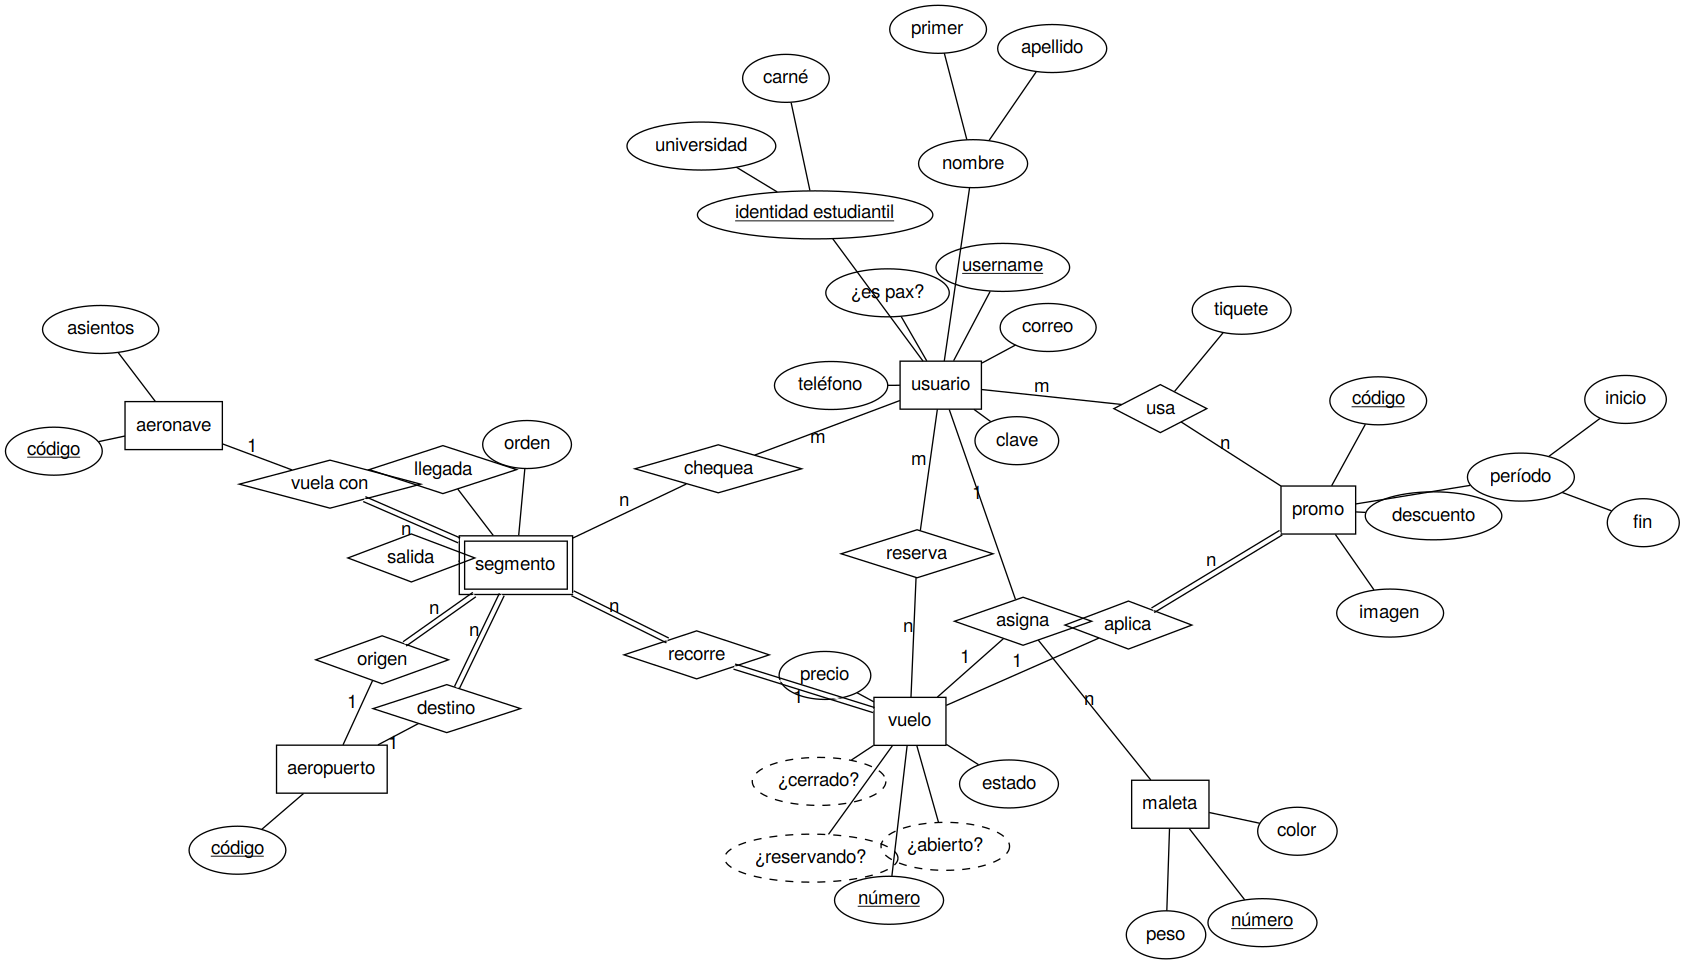 primer
apellido
carné
universidad
nombre
identidad estudiantil
username
¿es pax?
correo
tiquete
asientos
teléfono
usuario
m
usa
código
inicio
aeronave
código
1
orden
llegada
vuela con
chequea
m
clave
m
n
período
n
1
n
promo
descuento
fin
salida
segmento
reserva
n
imagen
n
n
n
n
asigna
aplica
origen
recorre
1
1
precio
1
1
n
destino
vuelo
1
aeropuerto
¿cerrado?
estado
maleta
color
código
¿reservando?
¿abierto?
número
peso
número